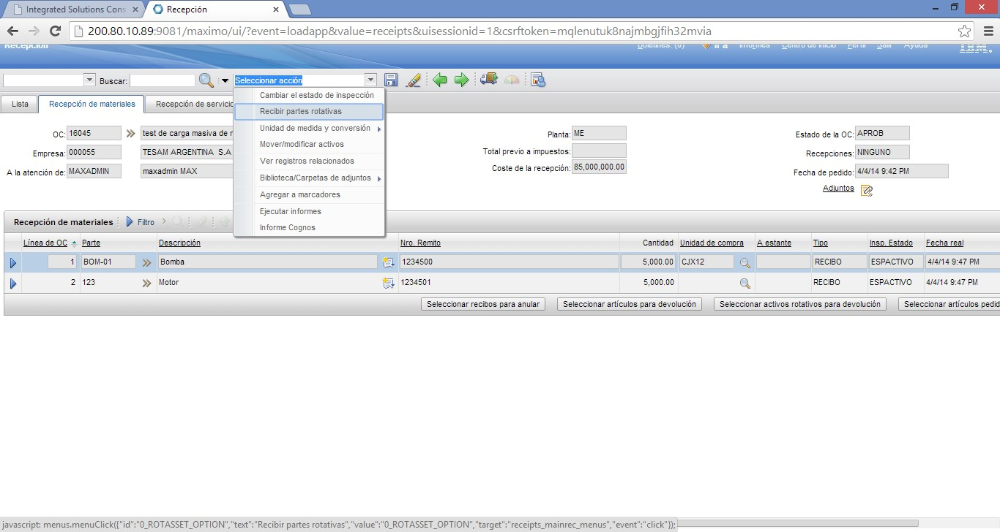 Integrated Solutions Cons
Recepción
200.80.10.89:9081/maximo/ui/?event=loadapp&value=receipts&uisessionid=1&csrftoken=mqlenutuk8najmbgjfih32mvia
Recepción
Boletines: (0) Ir a Informes Centro de inicio Perfil Salir Ayuda IBM.
Buscar: Seleccionar acción
Lista Recepción de materiales Recepción de servicio
Cambiar el estado de inspección
Recibir partes rotativas
Unidad de medida y conversión
Mover/modificar activos
Ver registros relacionados
Biblioteca/Carpetas de adjuntos
Agregar a marcadores
Ejecutar informes
Informe Cognos
OC: 16045 test de carga masiva de r
Empresa: 000055 TESAM ARGENTINA S.A
A la atención de: MAXADMIN maxadmin MAX
Planta: ME
Total previo a impuestos:
Coste de la recepción: 85,000,000.00
Estado de la OC: APROB
Recepciones: NINGUNO
Fecha de pedido: 4/4/14 9:42 PM
Adjuntos
Recepción de materiales Filtro
Línea de OC Parte Descripción Nro. Remito Cantidad Unidad de compra A estante Tipo Insp. Estado Fecha real
1 BOM-01 Bomba 1234500 5,000.00 CJX12 RECIBO ESPACTIVO 4/4/14 9:47 PM
2 123 Motor 1234501 5,000.00 RECIBO ESPACTIVO 4/4/14 9:47 PM
Seleccionar recibos para anular Seleccionar artículos para devolución Seleccionar activos rotativos para devolución Seleccionar artículos pedid
javascript: menus.menuClick({"id":"0_ROTASSET_OPTION","text":"Recibir partes rotativas","value":"0_ROTASSET_OPTION","target":"receipts_mainrec_menus","event":"click"});